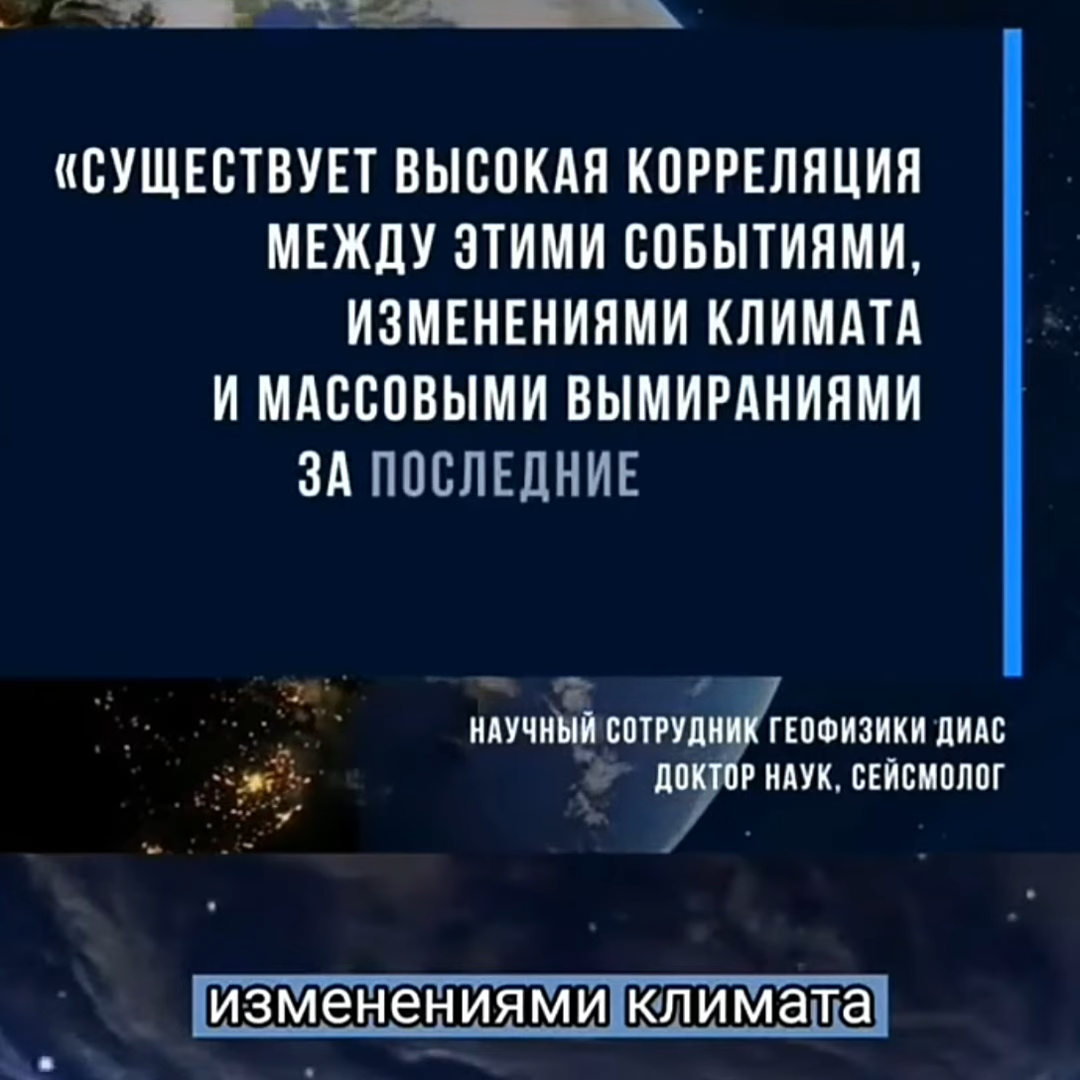 «СУЩЕСТВУЕТ ВЫСОКАЯ КОРРЕЛЯЦИЯ
МЕЖДУ ЭТИМИ СОБЫТИЯМИ,
ИЗМЕНЕНИЯМИ КЛИМАТА
И МАССОВЫМИ ВЫМИРАНИЯМИ
ЗА ПОСЛЕДНИЕ
НАУЧНЫЙ СОТРУДНИК ГЕОФИЗИКИ ДИАС
ДОКТОР НАУК, СЕЙСМОЛОГ
изменениями климата